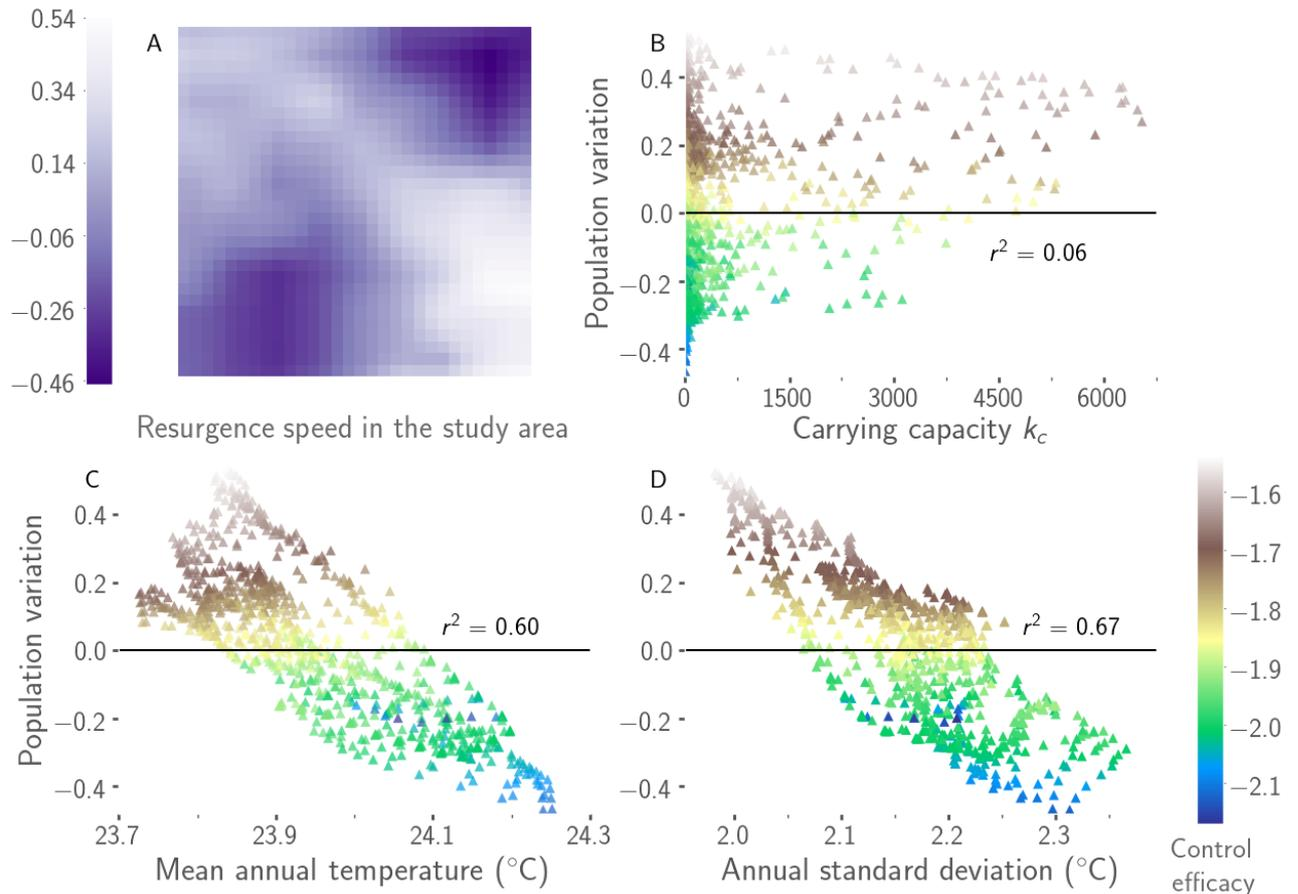 0.54
0.34
0.14
−0.06
−0.26
−0.46
A
Resurgence speed in the study area
B
Population variation
0.4
0.2
0.0
−0.2
−0.4
r² = 0.06
0 1500 3000 4500 6000
Carrying capacity k_c
C
Population variation
0.4
0.2
0.0
−0.2
−0.4
r² = 0.60
23.7 23.9 24.1 24.3
Mean annual temperature (°C)
D
0.4
0.2
0.0
−0.2
−0.4
r² = 0.67
2.0 2.1 2.2 2.3
Annual standard deviation (°C)
−1.6
−1.7
−1.8
−1.9
−2.0
−2.1
Control
efficacy